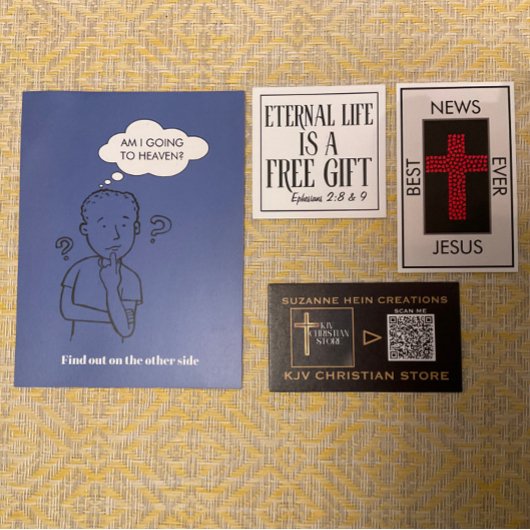 AM I GOING
TO HEAVEN?
?
?
Find out on the other side
ETERNAL LIFE
IS A
FREE GIFT
Ephesians 2:8 & 9
NEWS
BEST
EVER
JESUS
SUZANNE HEIN CREATIONS
SCAN ME
KJV
CHRISTIAN
STORE
KJV CHRISTIAN STORE